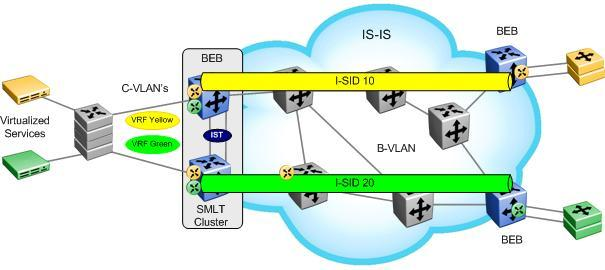 IS-IS
BEB
BEB
C-VLAN's
I-SID 10
Virtualized
Services
VRF Yellow
VRF Green
IST
B-VLAN
I-SID 20
SMLT
Cluster
BEB